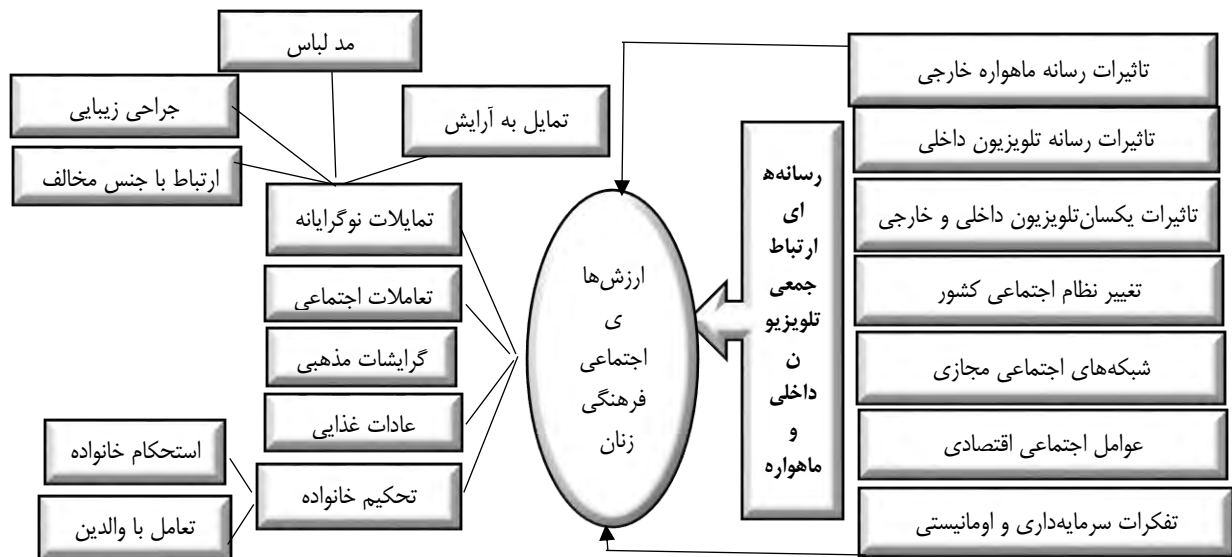 مد لباس
تاثیرات رسانه ماهواره خارجی
جراحی زیبایی
تمایل به آرایش
تاثیرات رسانه تلویزیون داخلی
ارتباط با جنس مخالف
رسانه‌ه
ای
ارتباط
جمعی
تلویزیو
ن
داخلی
و
ماهواره
تمایلات نوگرایانه
تاثیرات یکسان‌تلویزیون داخلی و خارجی
ارزش‌ها
ی
اجتماعی
فرهنگی
زنان
تعاملات اجتماعی
تغییر نظام اجتماعی کشور
گرایشات مذهبی
شبکه‌های اجتماعی مجازی
عادات غذایی
عوامل اجتماعی اقتصادی
استحکام خانواده
تحکیم خانواده
تعامل با والدین
تفکرات سرمایه‌داری و اومانیستی